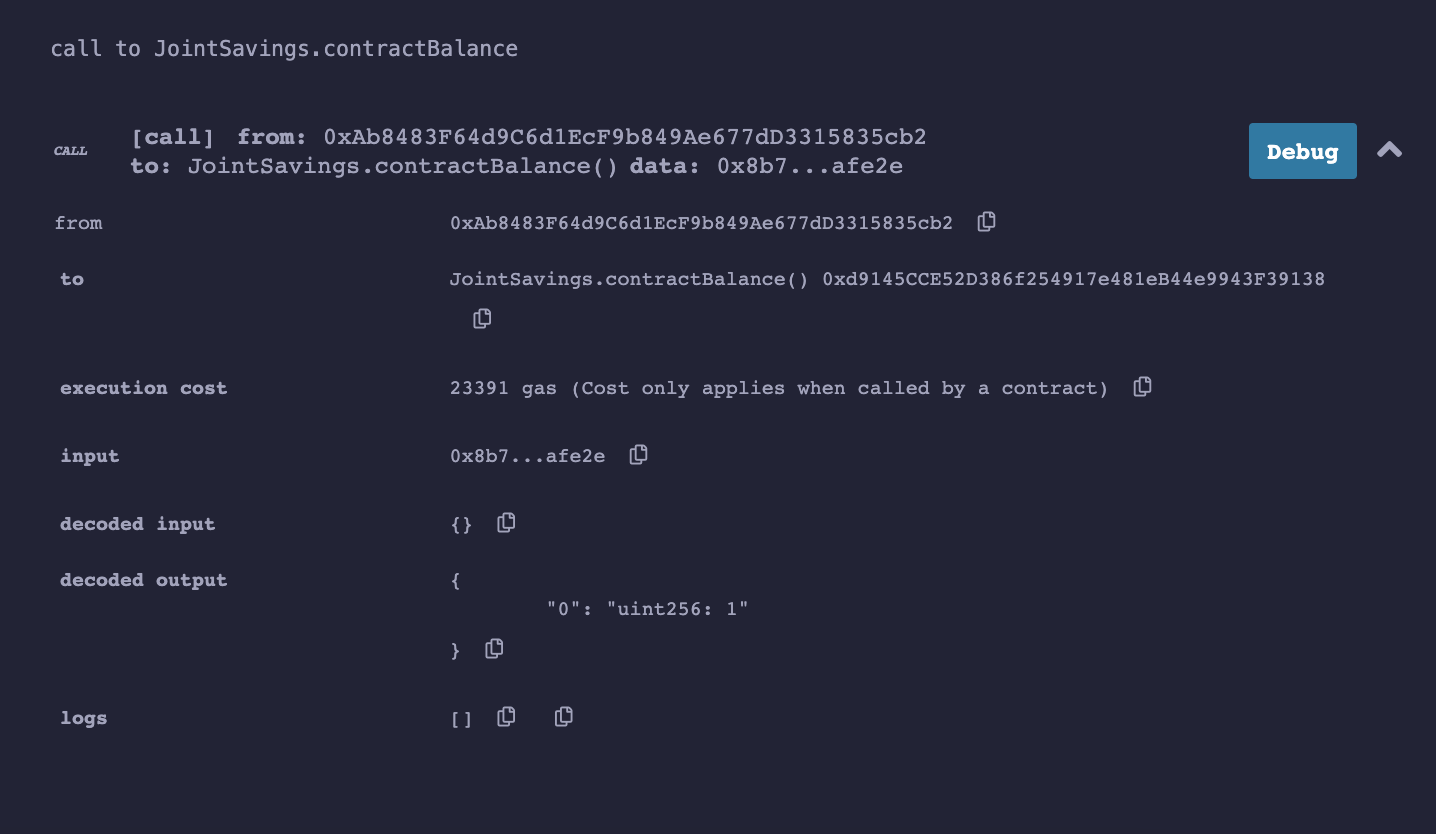 call to JointSavings.contractBalance
CALL
[call] from: 0xAb8483F64d9C6d1EcF9b849Ae677dD3315835cb2
to: JointSavings.contractBalance() data: 0x8b7...afe2e
Debug
from 0xAb8483F64d9C6d1EcF9b849Ae677dD3315835cb2
to JointSavings.contractBalance() 0xd9145CCE52D386f254917e481eB44e9943F39138
execution cost 23391 gas (Cost only applies when called by a contract)
input 0x8b7...afe2e
decoded input {}
decoded output {
"0": "uint256: 1"
}
logs []